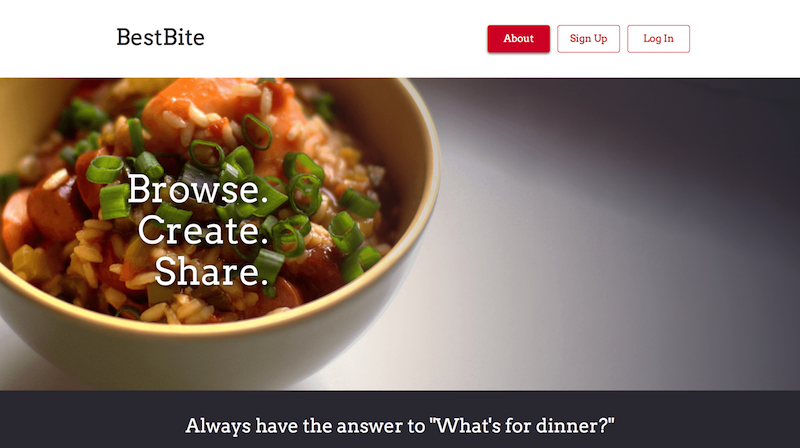 BestBite
About
Sign Up
Log In
Browse.
Create.
Share.
Always have the answer to "What's for dinner?"